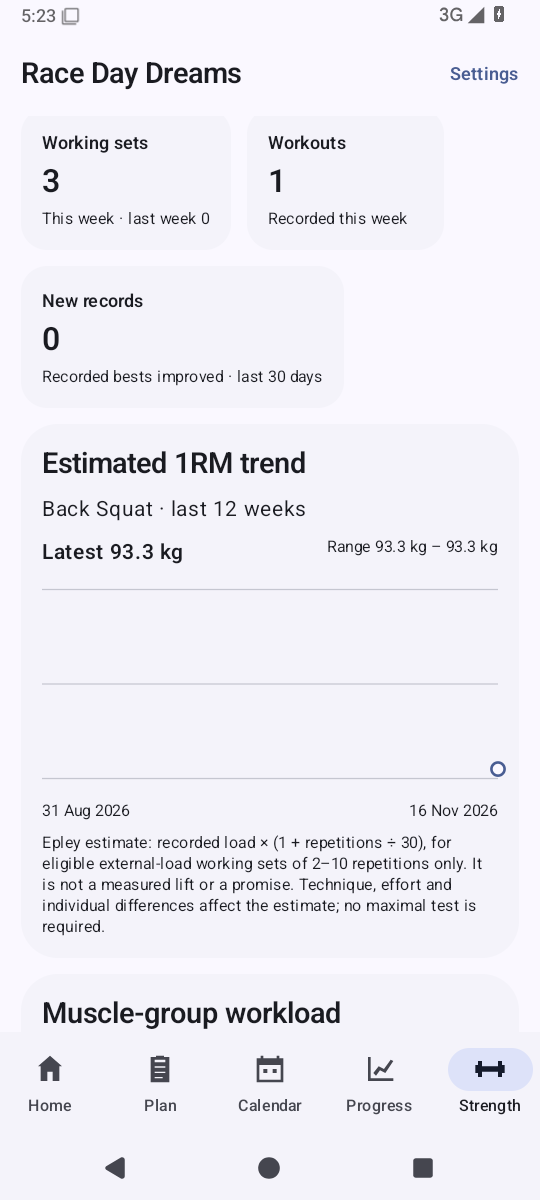 5:23
3G
Race Day Dreams
Settings
Working sets
3
This week · last week 0
Workouts
1
Recorded this week
New records
0
Recorded bests improved · last 30 days
Estimated 1RM trend
Back Squat · last 12 weeks
Latest 93.3 kg
Range 93.3 kg – 93.3 kg
31 Aug 2026
16 Nov 2026
Epley estimate: recorded load × (1 + repetitions ÷ 30), for
eligible external-load working sets of 2–10 repetitions only. It
is not a measured lift or a promise. Technique, effort and
individual differences affect the estimate; no maximal test is
required.
Muscle-group workload
Home
Plan
Calendar
Progress
Strength